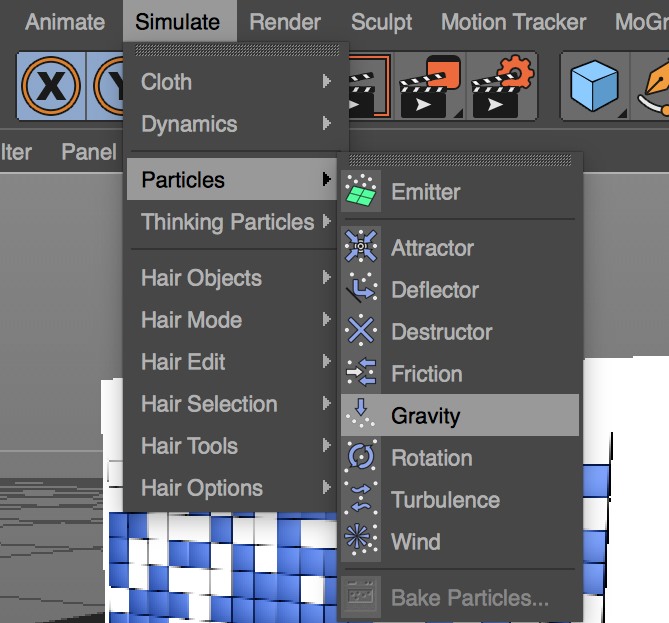 Animate Simulate Render Sculpt Motion Tracker MoGr
X Y
lter Panel
Cloth
Dynamics
Particles
Thinking Particles
Hair Objects
Hair Mode
Hair Edit
Hair Selection
Hair Tools
Hair Options
Emitter
Attractor
Deflector
Destructor
Friction
Gravity
Rotation
Turbulence
Wind
Bake Particles...